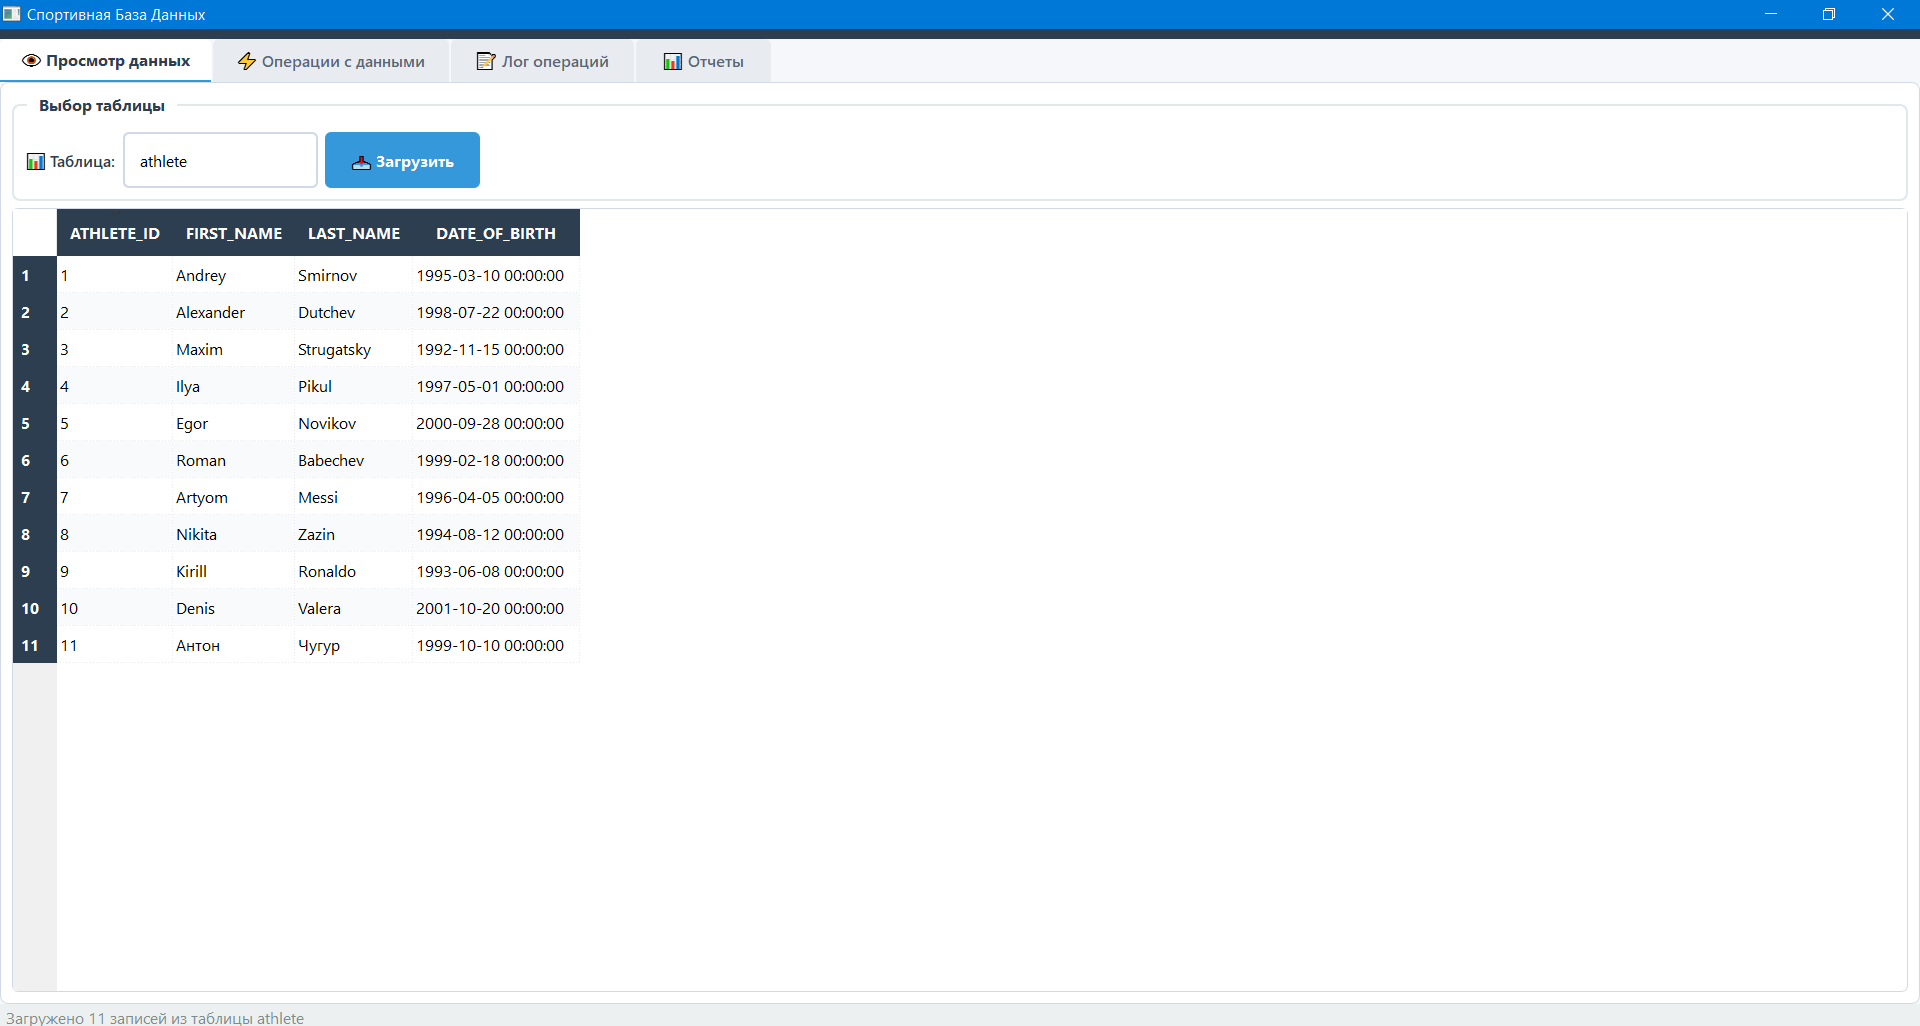 Спортивная База Данных
Просмотр данных Операции с данными Лог операций Отчеты
Выбор таблицы
Таблица: athlete Загрузить
ATHLETE_ID FIRST_NAME LAST_NAME DATE_OF_BIRTH
1 1 Andrey Smirnov 1995-03-10 00:00:00
2 2 Alexander Dutchev 1998-07-22 00:00:00
3 3 Maxim Strugatsky 1992-11-15 00:00:00
4 4 Ilya Pikul 1997-05-01 00:00:00
5 5 Egor Novikov 2000-09-28 00:00:00
6 6 Roman Babechev 1999-02-18 00:00:00
7 7 Artyom Messi 1996-04-05 00:00:00
8 8 Nikita Zazin 1994-08-12 00:00:00
9 9 Kirill Ronaldo 1993-06-08 00:00:00
10 10 Denis Valera 2001-10-20 00:00:00
11 11 Антон Чугур 1999-10-10 00:00:00
Загружено 11 записей из таблицы athlete